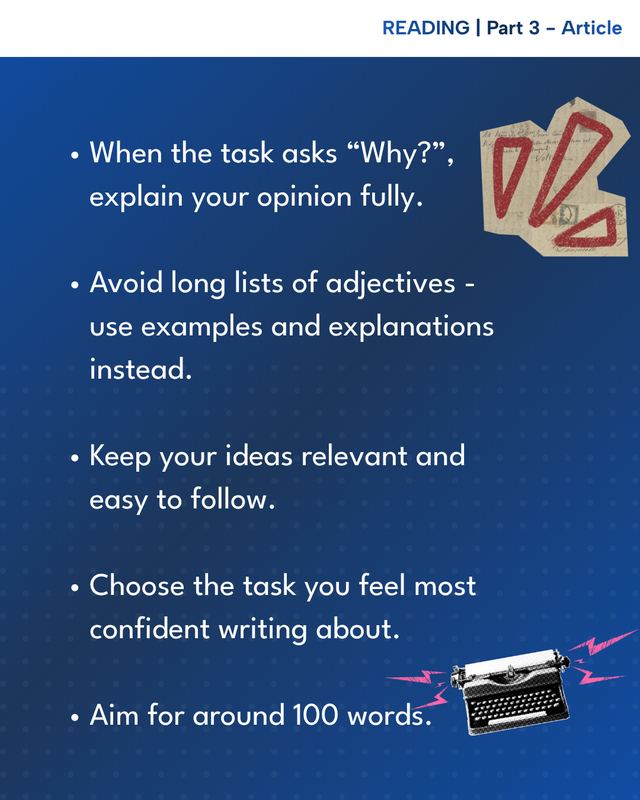 READING | Part 3 – Article
• When the task asks “Why?”,
explain your opinion fully.
• Avoid long lists of adjectives -
use examples and explanations
instead.
• Keep your ideas relevant and
easy to follow.
• Choose the task you feel most
confident writing about.
• Aim for around 100 words.